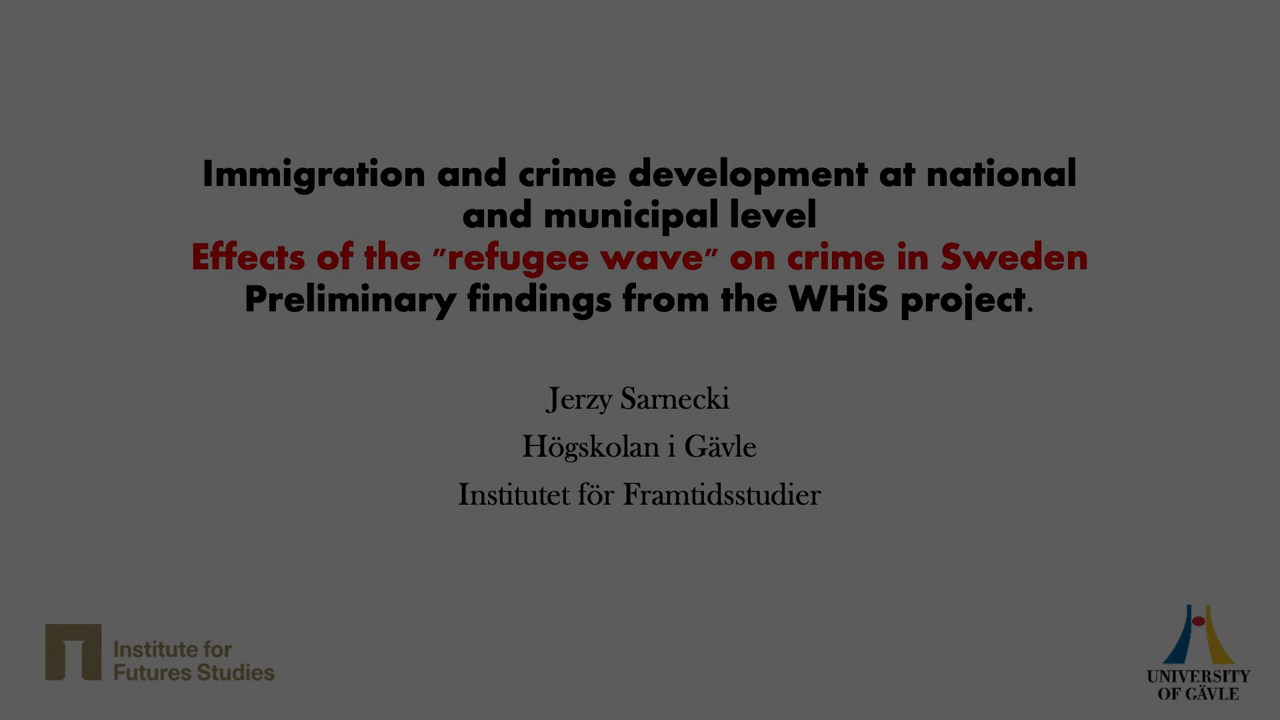 Immigration and crime development at national
and municipal level
Effects of the ”refugee wave” on crime in Sweden
Preliminary findings from the WHiS project.
Jerzy Sarnecki
Högskolan i Gävle
Institutet för Framtidsstudier
Institute for
Futures Studies
UNIVERSITY
OF GÄVLE